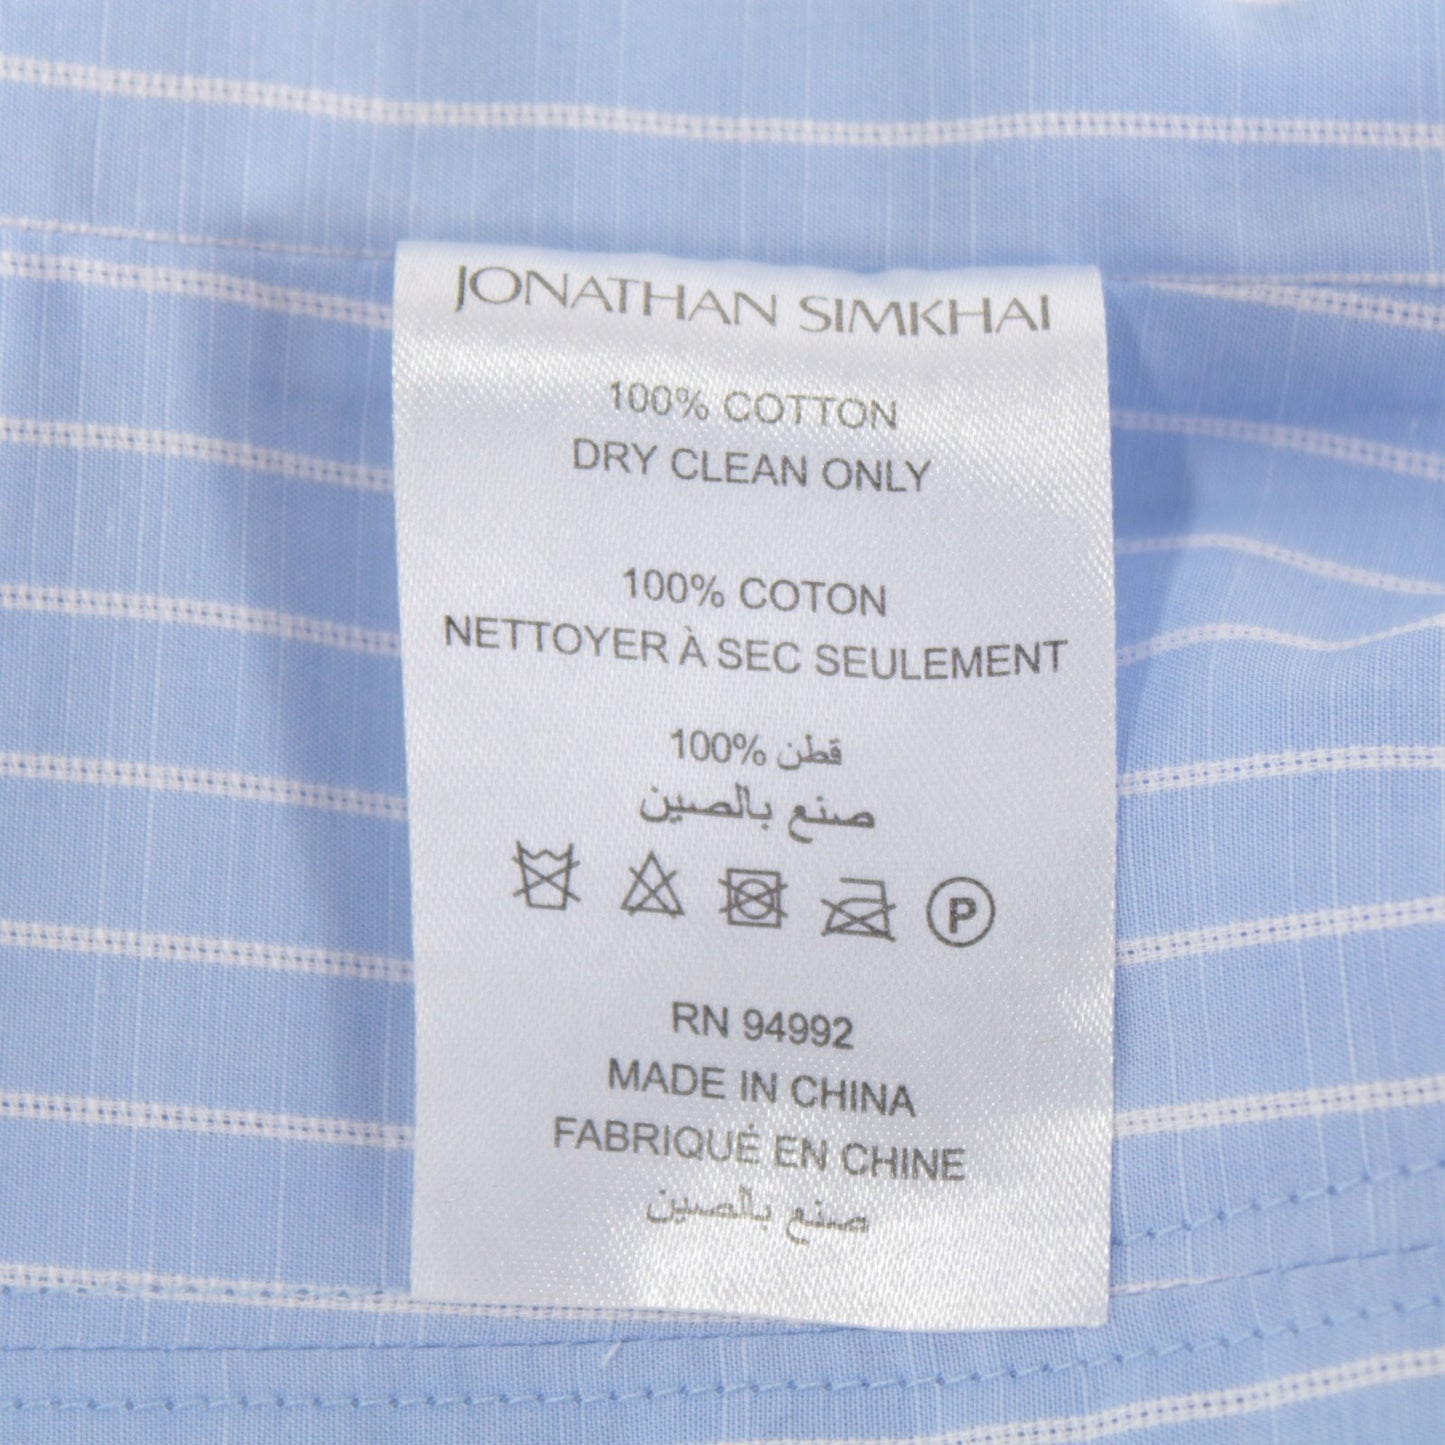 JONATHAN SIMKHAI
100% COTTON
DRY CLEAN ONLY
100% COTON
NETTOYER À SEC SEULEMENT
100% قطن
صنع بالصين
P
RN 94992
MADE IN CHINA
FABRIQUÉ EN CHINE
صنع بالصين